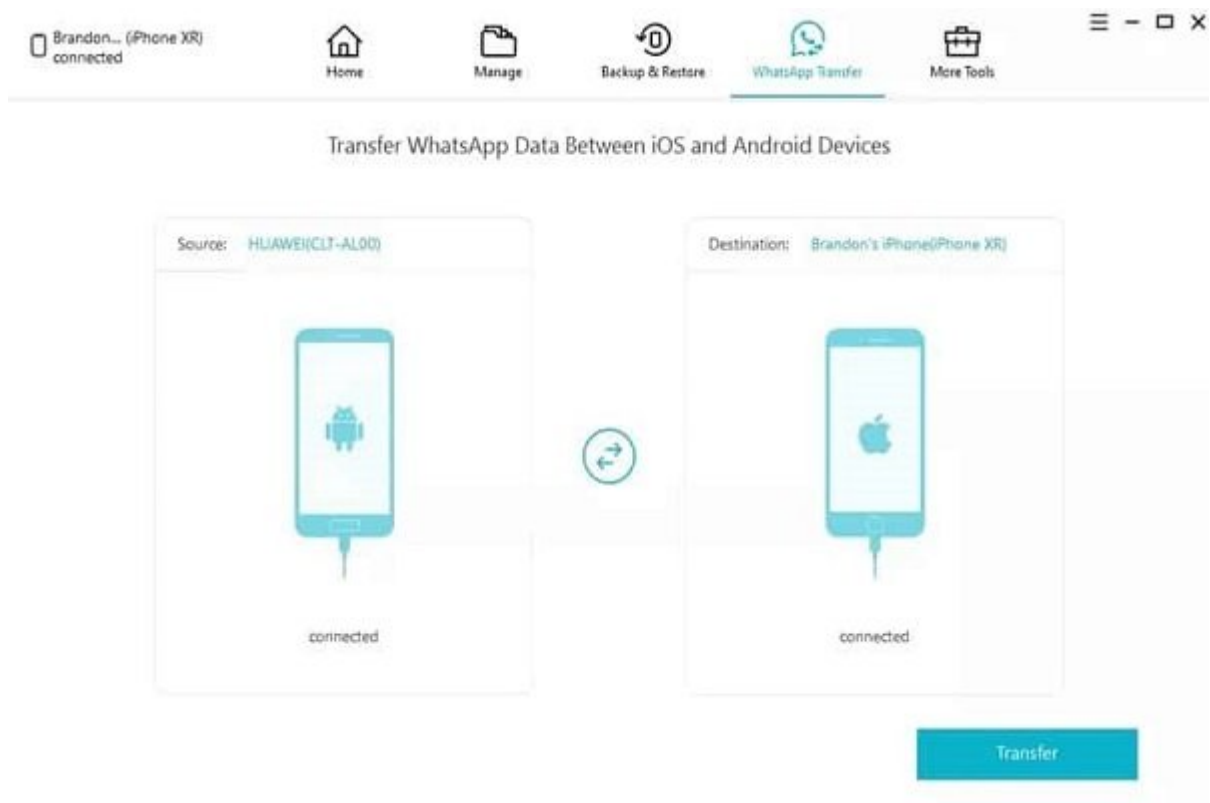 Brandon... (iPhone XR)
connected
Home
Manage
Backup & Restore
WhatsApp Transfer
More Tools
Transfer WhatsApp Data Between iOS and Android Devices
Source: HUAWEI(CLT-AL00)
Destination: Brandon's iPhone(iPhone XR)
connected
connected
Transfer